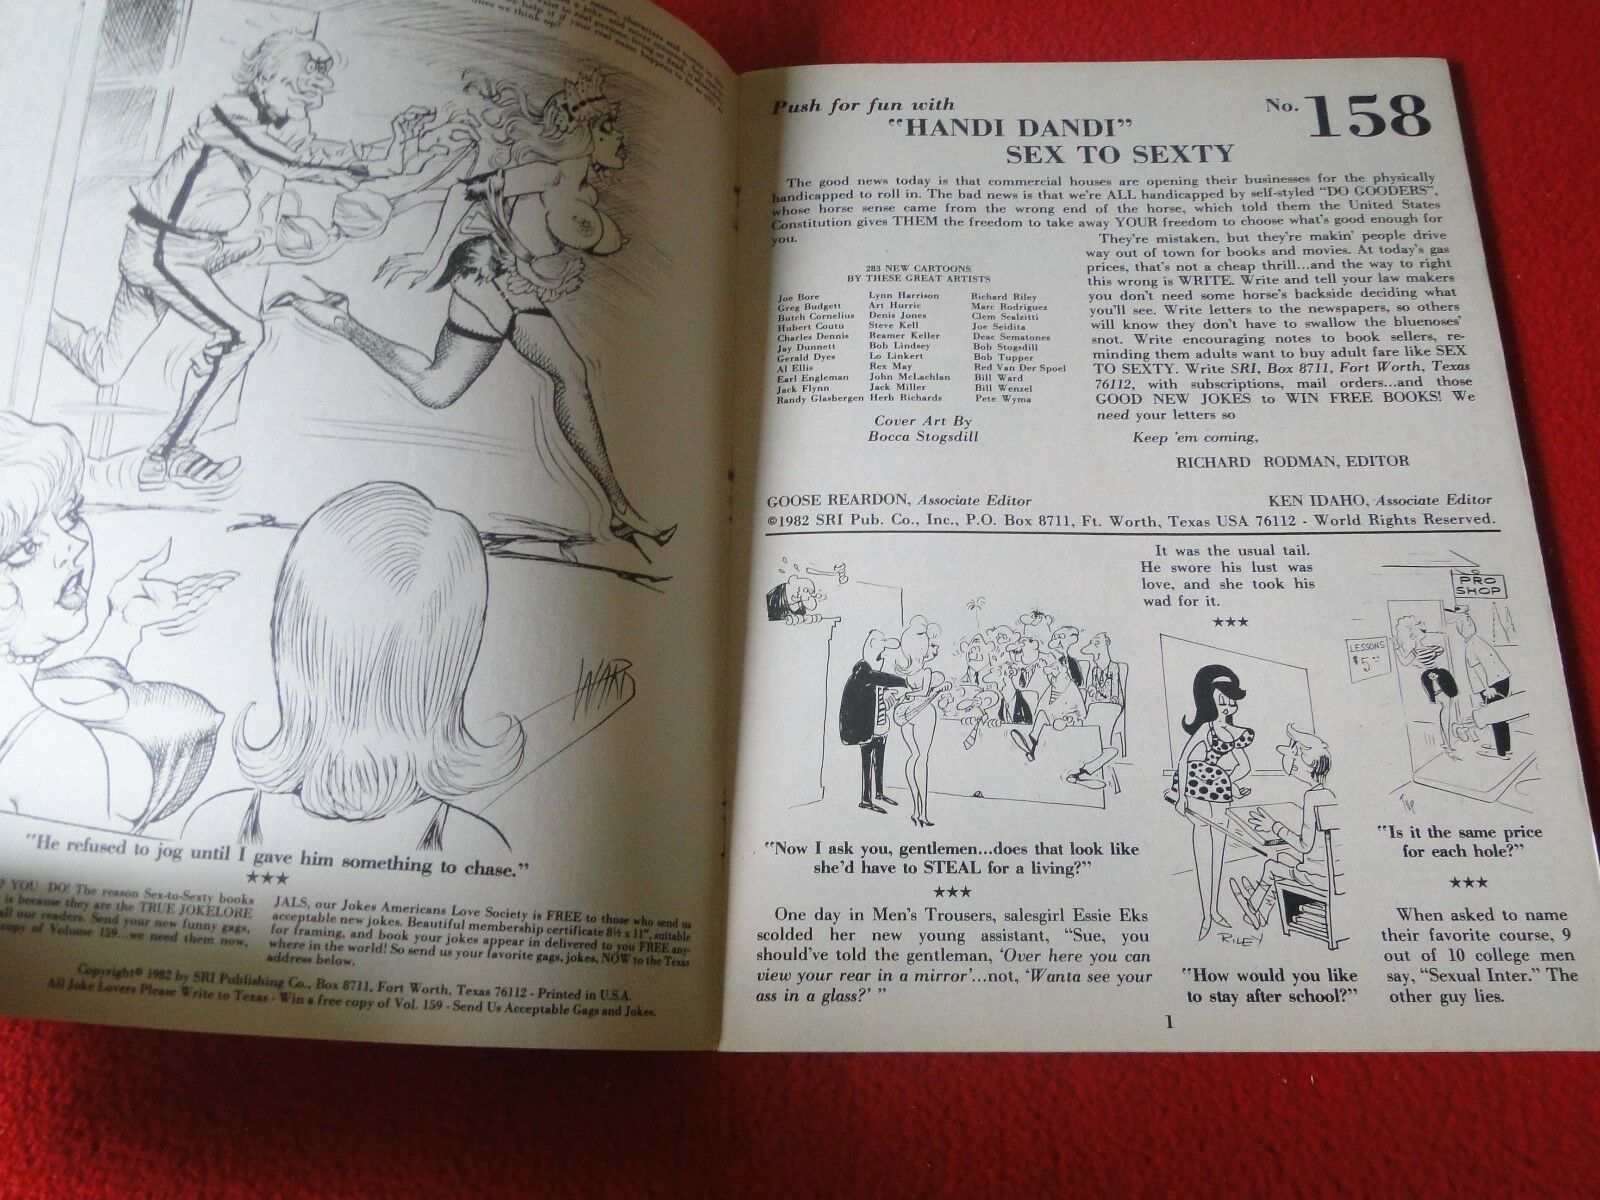 "He refused to jog until I gave him something to chase."
★★★
YOU DO! The reason Sex-to-Sexty books
is because they are the TRUE JOKELORE
all our readers. Send your new funny gags,
copy of Volume 159...we need them now,
JALS, our Jokes Americans Love Society is FREE to those who send us
acceptable new jokes. Beautiful membership certificate 8½ x 11", suitable
for framing, and book your jokes appear in delivered to you FREE any-
where in the world! So send us your favorite gags, jokes, NOW to the Texas
address below.
Copyright© 1982 by SRI Publishing Co., Box 8711, Fort Worth, Texas 76112 - Printed in U.S.A.
All Joke Lovers Please Write to Texas - Win a free copy of Vol. 159 - Send Us Acceptable Gags and Jokes.
WARD
Push for fun with
"HANDI DANDI"
SEX TO SEXTY
No. 158
The good news today is that commercial houses are opening their businesses for the physically
handicapped to roll in. The bad news is that we're ALL handicapped by self-styled "DO GOODERS",
whose horse sense came from the wrong end of the horse, which told them the United States
Constitution gives THEM the freedom to take away YOUR freedom to choose what's good enough for
you.
They're mistaken, but they're makin' people drive
way out of town for books and movies. At today's gas
prices, that's not a cheap thrill...and the way to right
this wrong is WRITE. Write and tell your law makers
you don't need some horse's backside deciding what
you'll see. Write letters to the newspapers, so others
will know they don't have to swallow the bluenoses'
snot. Write encouraging notes to book sellers, re-
minding them adults want to buy adult fare like SEX
TO SEXTY. Write SRI, Box 8711, Fort Worth, Texas
76112, with subscriptions, mail orders...and those
GOOD NEW JOKES to WIN FREE BOOKS! We
need your letters so
Keep 'em coming,
RICHARD RODMAN, EDITOR
283 NEW CARTOONS
BY THESE GREAT ARTISTS
Joe Bore
Greg Budgett
Butch Cornelius
Hubert Coutu
Charles Dennis
Jay Dunnett
Gerald Dyes
Al Ellis
Earl Engleman
Jack Flynn
Randy Glasbergen
Lynn Harrison
Art Hurrie
Denis Jones
Steve Kell
Reamer Keller
Bob Lindsey
Lo Linkert
Rex May
John McLachlan
Jack Miller
Herb Richards
Richard Riley
Marc Rodriguez
Clem Scalzitti
Joe Seidita
Deac Sematones
Bob Stogsdill
Bob Tupper
Red Van Der Spoel
Bill Ward
Bill Wenzel
Pete Wyma
Cover Art By
Bocca Stogsdill
GOOSE REARDON, Associate Editor
KEN IDAHO, Associate Editor
©1982 SRI Pub. Co., Inc., P.O. Box 8711, Ft. Worth, Texas USA 76112 - World Rights Reserved.
"Now I ask you, gentlemen...does that look like
she'd have to STEAL for a living?"
★★★
One day in Men's Trousers, salesgirl Essie Eks
scolded her new young assistant, "Sue, you
should've told the gentleman, 'Over here you can
view your rear in a mirror'...not, 'Wanta see your
ass in a glass?' "
It was the usual tail.
He swore his lust was
love, and she took his
wad for it.
★★★
RILEY
"How would you like
to stay after school?"
PRO
SHOP
LESSONS
$5.00
"Is it the same price
for each hole?"
★★★
When asked to name
their favorite course, 9
out of 10 college men
say, "Sexual Inter." The
other guy lies.
1